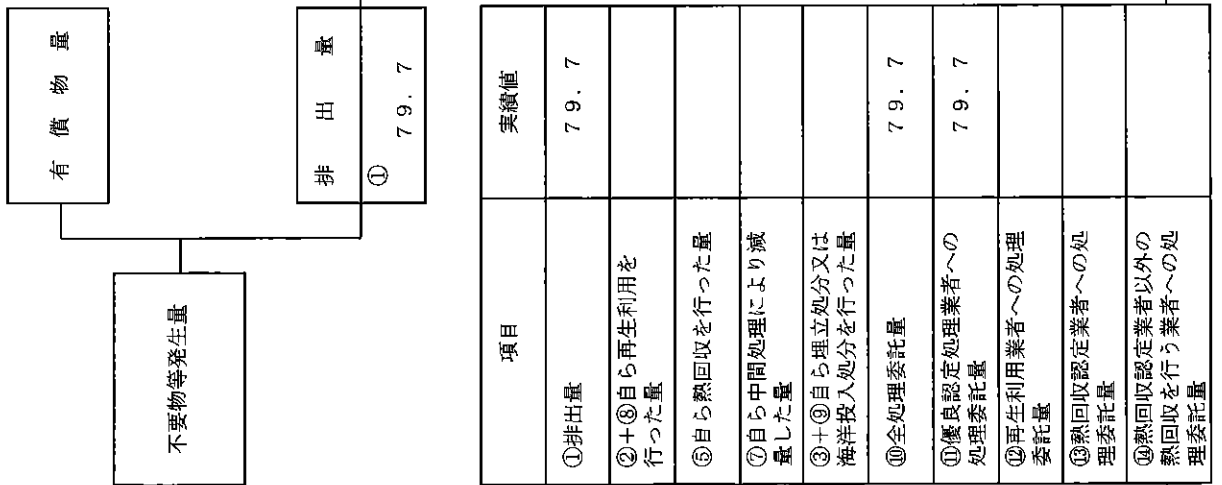 有償物量
不要物等発生量
排出量
①
79.7
項目
実績値
①排出量
79.7
②+⑧自ら再生利用を
行った量
⑤自ら熱回収を行った量
⑦自ら中間処理により減
量した量
③+⑨自ら埋立処分又は
海洋投入処分を行った量
⑩全処理委託量
79.7
⑪優良認定処理業者への
処理委託量
79.7
⑫再生利用業者への処理
委託量
⑬熱回収認定業者への処
理委託量
⑭熱回収認定業者以外の
熱回収を行う業者への処
理委託量